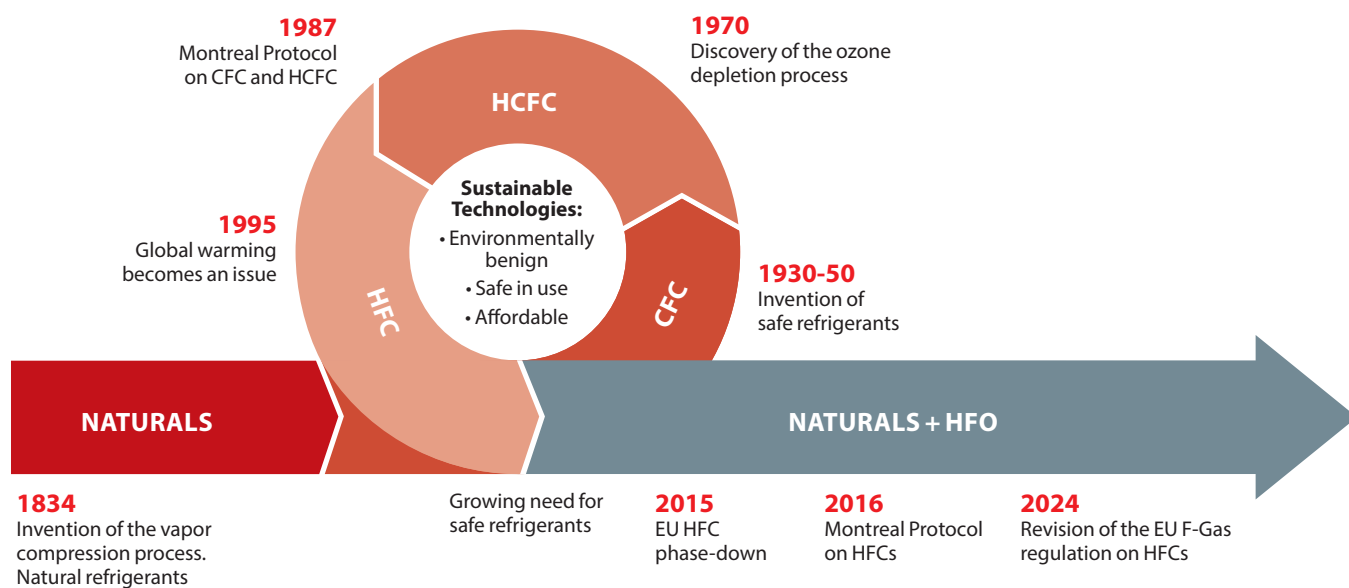 1987
Montreal Protocol
on CFC and HCFC
1970
Discovery of the ozone
depletion process
HCFC
Sustainable
Technologies:
• Environmentally
benign
• Safe in use
• Affordable
1995
Global warming
becomes an issue
HFC
CFC
1930-50
Invention of
safe refrigerants
NATURALS
NATURALS + HFO
1834
Invention of the vapor
compression process.
Natural refrigerants
Growing need for
safe refrigerants
2015
EU HFC
phase-down
2016
Montreal Protocol
on HFCs
2024
Revision of the EU F-Gas
regulation on HFCs